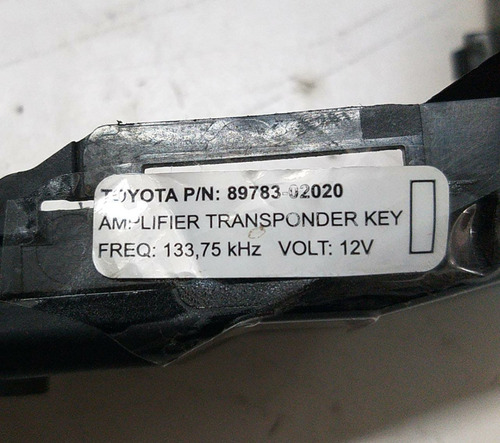 TOYOTA P/N: 89783-02020
AMPLIFIER TRANSPONDER KEY
FREQ: 133,75 kHz VOLT: 12V